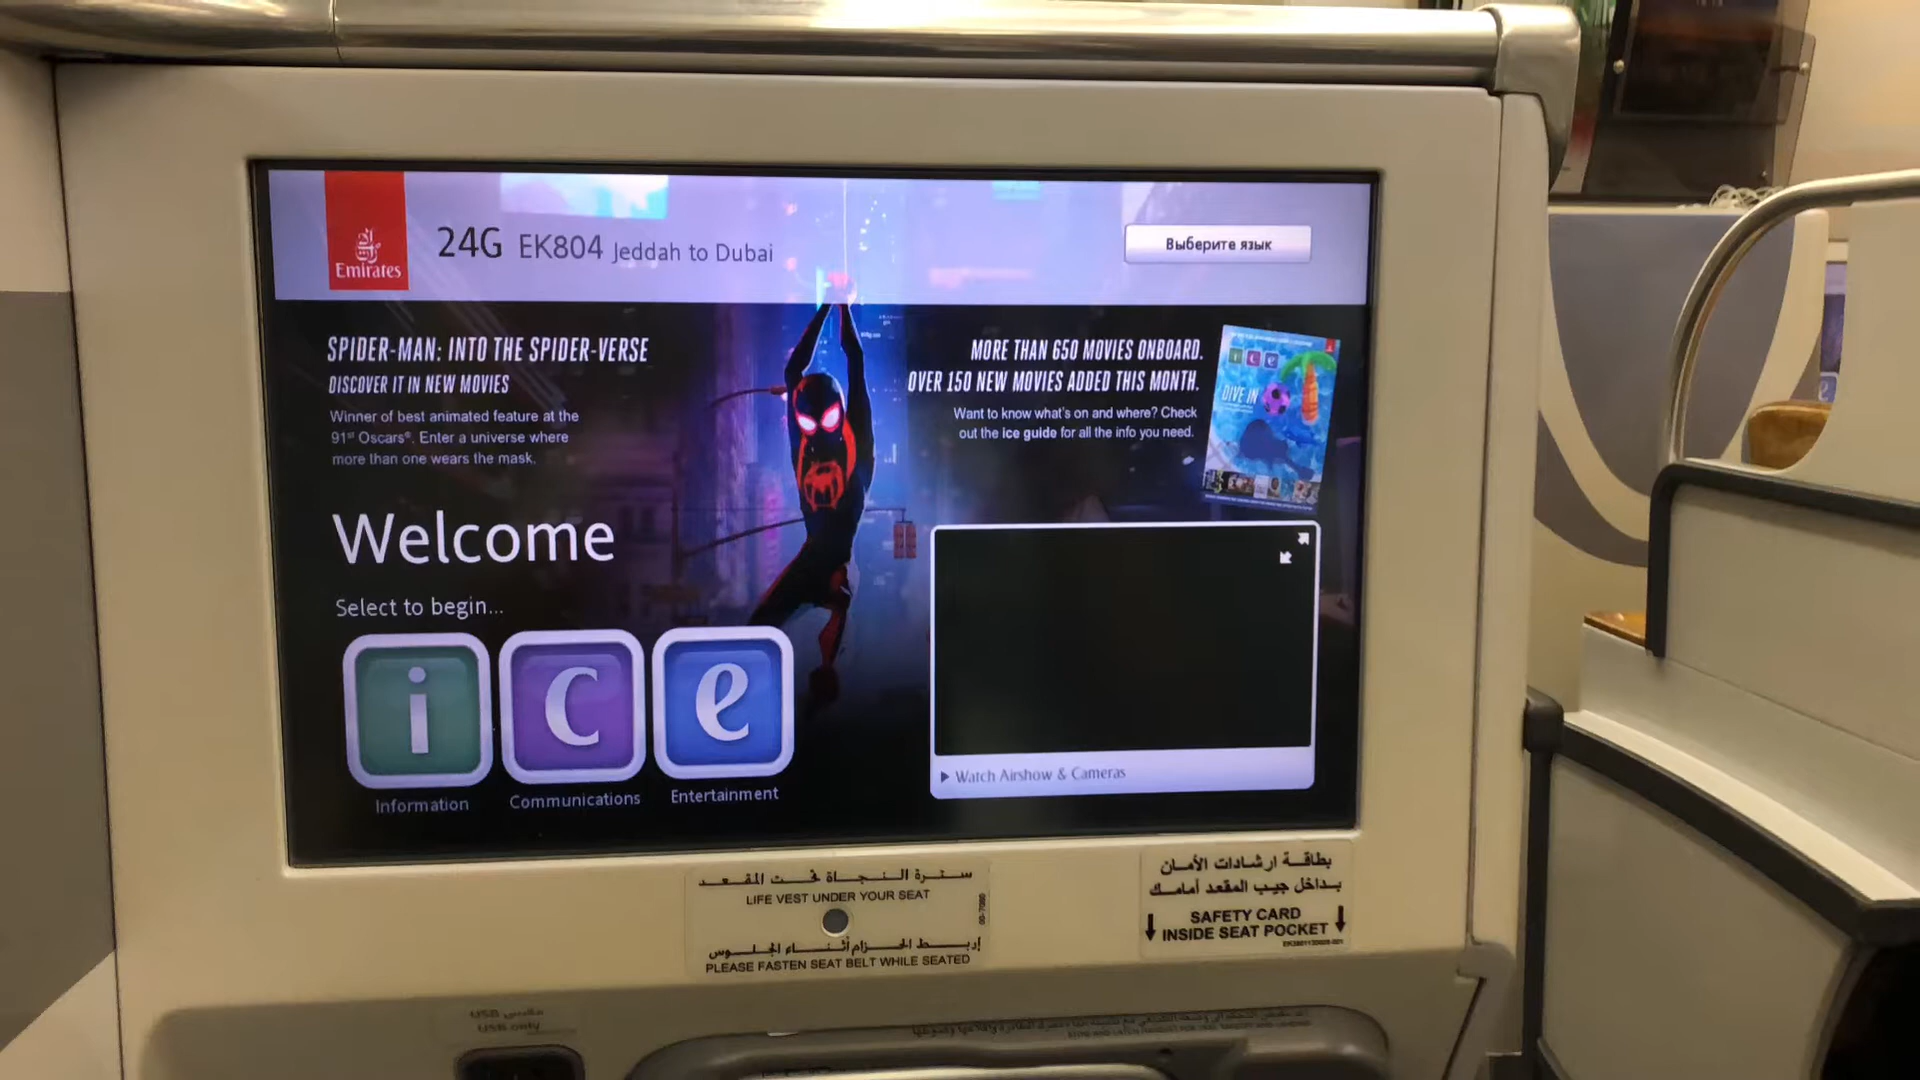 Emirates
24G EK804 Jeddah to Dubai
Выберите язык
SPIDER-MAN: INTO THE SPIDER-VERSE
DISCOVER IT IN NEW MOVIES
Winner of best animated feature at the
91st Oscars®. Enter a universe where
more than one wears the mask.
MORE THAN 650 MOVIES ONBOARD.
OVER 150 NEW MOVIES ADDED THIS MONTH.
Want to know what's on and where? Check
out the ice guide for all the info you need.
i c e
DIVE IN
Welcome
Select to begin...
i c e
Information Communications Entertainment
Watch Airshow & Cameras
سترة النجاة تحت المقعد
LIFE VEST UNDER YOUR SEAT
إربط الحزام أثناء الجلوس
PLEASE FASTEN SEAT BELT WHILE SEATED
بطاقة ارشادات الأمان
بداخل جيب المقعد أمامك
SAFETY CARD
INSIDE SEAT POCKET
USB only